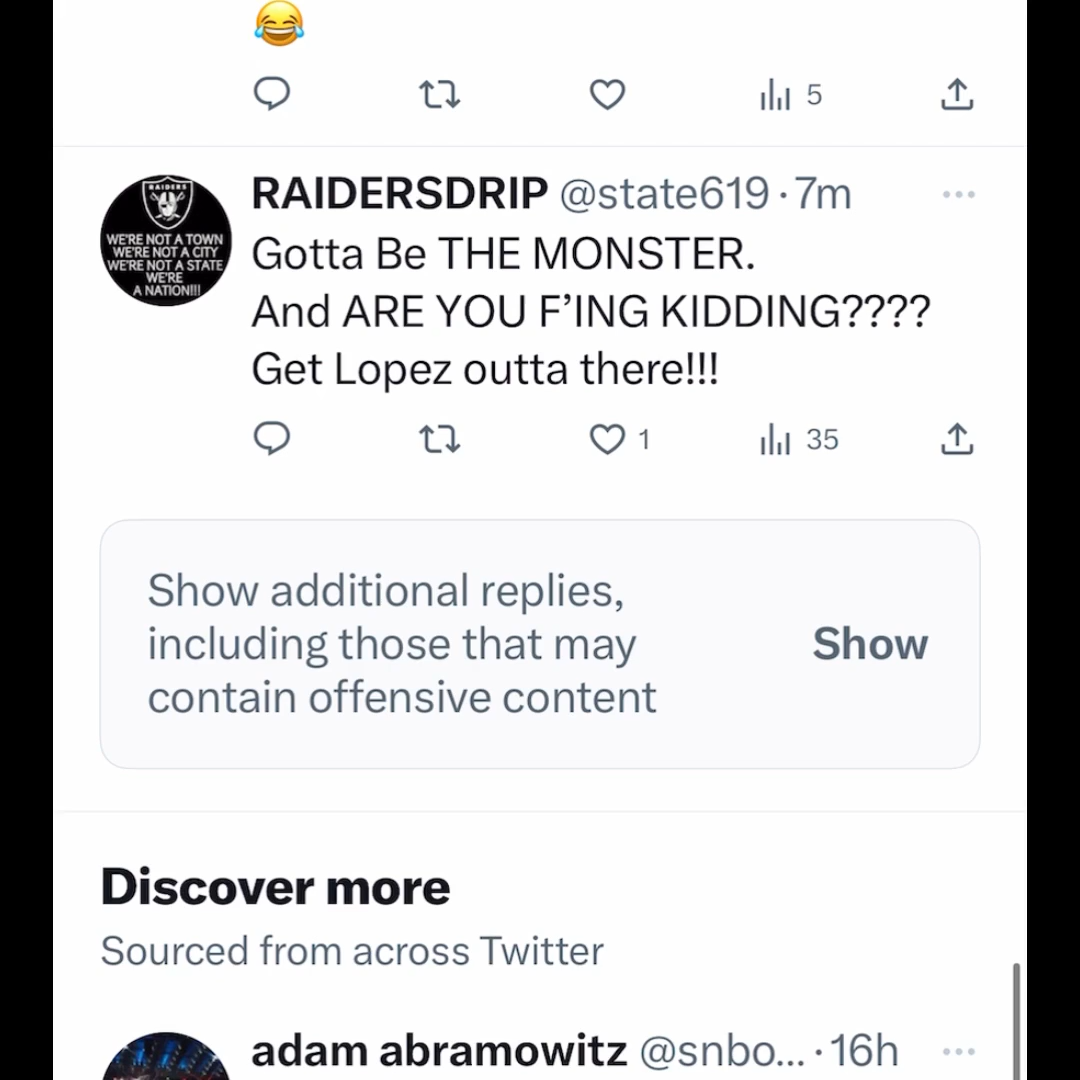 😂
5
RAIDERSDRIP @state619 · 7m
RAIDERS
WE'RE NOT A TOWN
WE'RE NOT A CITY
WE'RE NOT A STATE
WE'RE
A NATION!!!
Gotta Be THE MONSTER.
And ARE YOU F’ING KIDDING????
Get Lopez outta there!!!
1 35
Show additional replies,
including those that may
contain offensive content
Show
Discover more
Sourced from across Twitter
adam abramowitz @snbo... · 16h